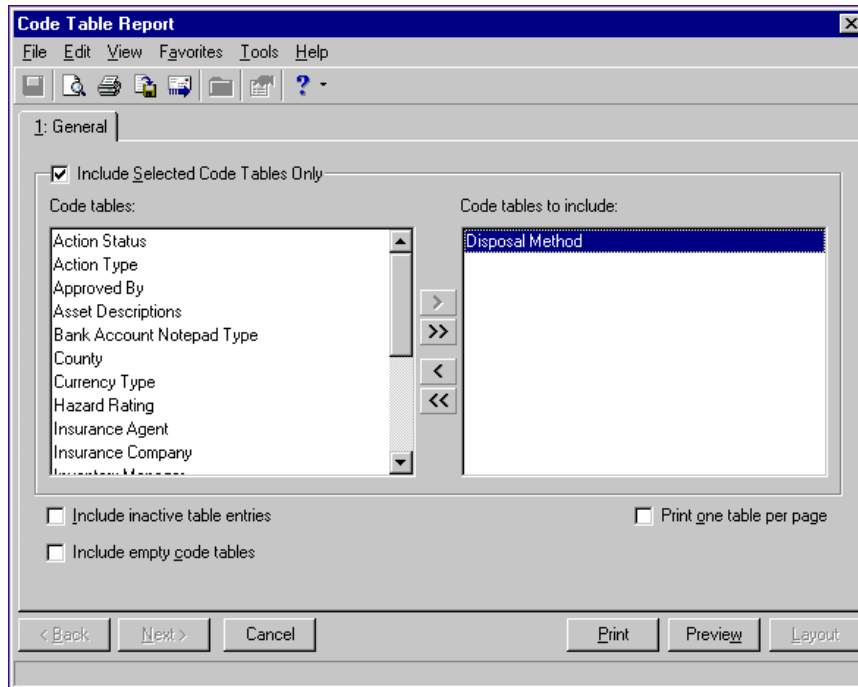 Code Table Report
File Edit View Favorites Tools Help
?
1: General
Include Selected Code Tables Only
Code tables:
Code tables to include:
Action Status
Action Type
Approved By
Asset Descriptions
Bank Account Notepad Type
County
Currency Type
Hazard Rating
Insurance Agent
Insurance Company
Disposal Method
>
>>
<
<<
Include inactive table entries
Print one table per page
Include empty code tables
< Back Next > Cancel Print Preview Layout